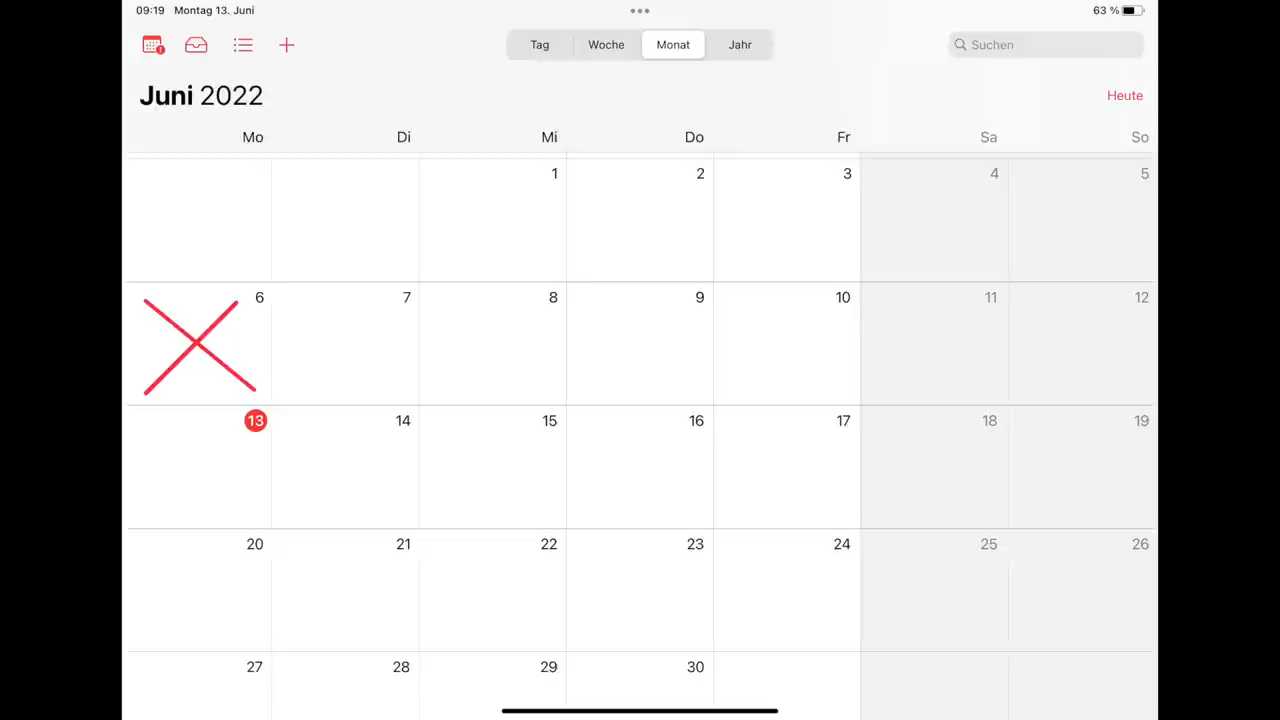 09:19 Montag 13. Juni
63 %
Tag Woche Monat Jahr
Suchen
Juni 2022
Heute
Mo Di Mi Do Fr Sa So
1 2 3 4 5
6 7 8 9 10 11 12
13 14 15 16 17 18 19
20 21 22 23 24 25 26
27 28 29 30